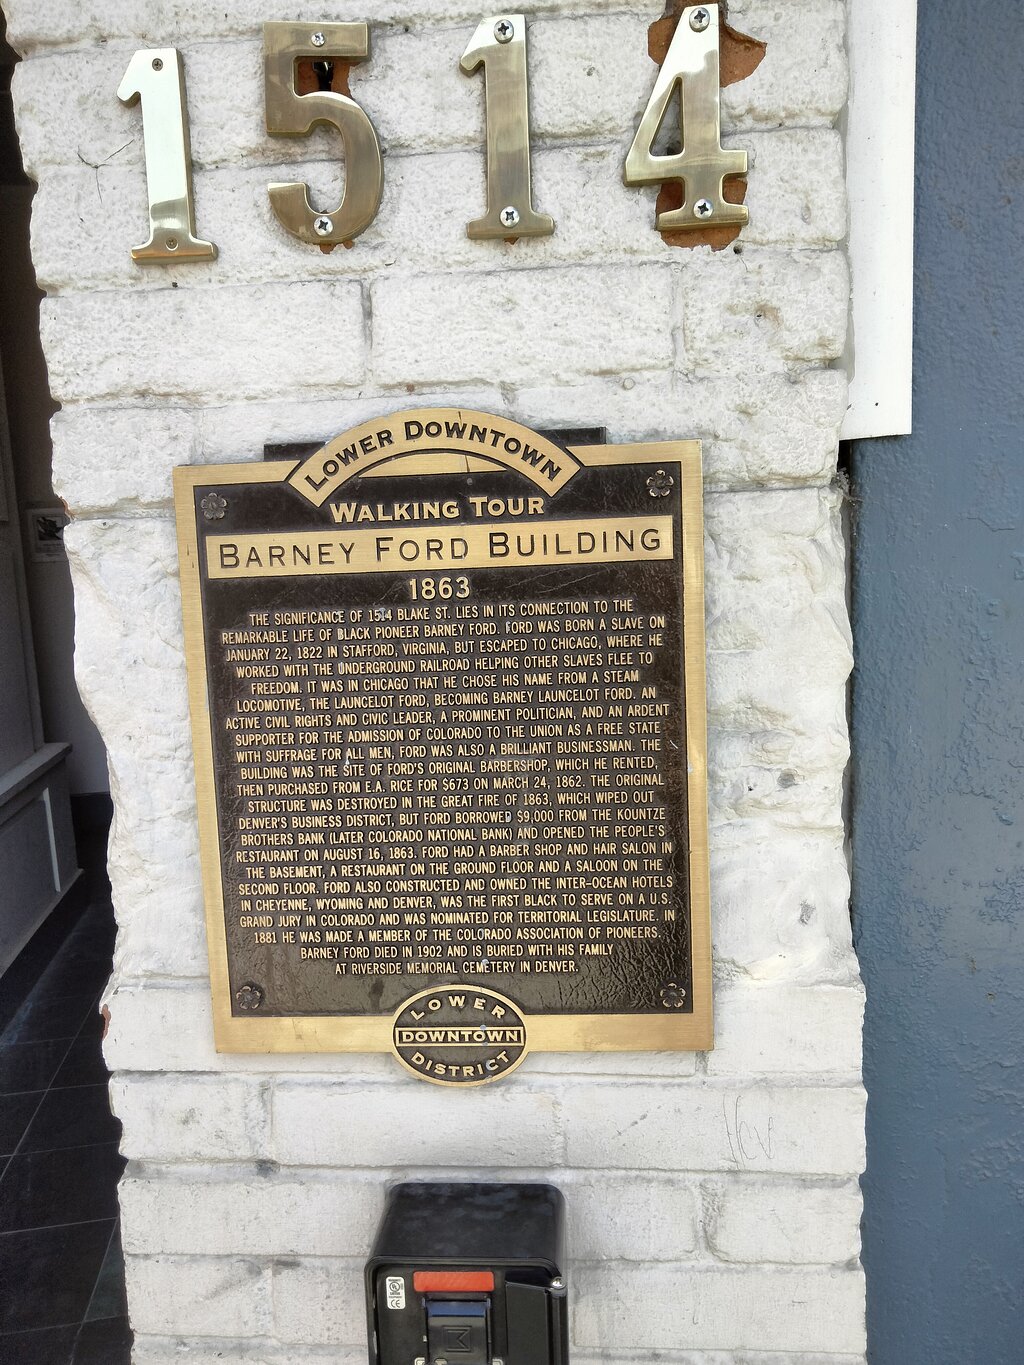 1514
LOWER DOWNTOWN
WALKING TOUR
BARNEY FORD BUILDING
1863
THE SIGNIFICANCE OF 1514 BLAKE ST. LIES IN ITS CONNECTION TO THE
REMARKABLE LIFE OF BLACK PIONEER BARNEY FORD. FORD WAS BORN A SLAVE ON
JANUARY 22, 1822 IN STAFFORD, VIRGINIA, BUT ESCAPED TO CHICAGO, WHERE HE
WORKED WITH THE UNDERGROUND RAILROAD HELPING OTHER SLAVES FLEE TO
FREEDOM. IT WAS IN CHICAGO THAT HE CHOSE HIS NAME FROM A STEAM
LOCOMOTIVE, THE LAUNCELOT FORD, BECOMING BARNEY LAUNCELOT FORD. AN
ACTIVE CIVIL RIGHTS AND CIVIC LEADER, A PROMINENT POLITICIAN, AND AN ARDENT
SUPPORTER FOR THE ADMISSION OF COLORADO TO THE UNION AS A FREE STATE
WITH SUFFRAGE FOR ALL MEN, FORD WAS ALSO A BRILLIANT BUSINESSMAN. THE
BUILDING WAS THE SITE OF FORD'S ORIGINAL BARBERSHOP, WHICH HE RENTED,
THEN PURCHASED FROM E.A. RICE FOR $673 ON MARCH 24, 1862. THE ORIGINAL
STRUCTURE WAS DESTROYED IN THE GREAT FIRE OF 1863, WHICH WIPED OUT
DENVER'S BUSINESS DISTRICT, BUT FORD BORROWED $9,000 FROM THE KOUNTZE
BROTHERS BANK (LATER COLORADO NATIONAL BANK) AND OPENED THE PEOPLE'S
RESTAURANT ON AUGUST 16, 1863. FORD HAD A BARBER SHOP AND HAIR SALON IN
THE BASEMENT, A RESTAURANT ON THE GROUND FLOOR AND A SALOON ON THE
SECOND FLOOR. FORD ALSO CONSTRUCTED AND OWNED THE INTER-OCEAN HOTELS
IN CHEYENNE, WYOMING AND DENVER, WAS THE FIRST BLACK TO SERVE ON A U.S.
GRAND JURY IN COLORADO AND WAS NOMINATED FOR TERRITORIAL LEGISLATURE. IN
1881 HE WAS MADE A MEMBER OF THE COLORADO ASSOCIATION OF PIONEERS.
BARNEY FORD DIED IN 1902 AND IS BURIED WITH HIS FAMILY
AT RIVERSIDE MEMORIAL CEMETERY IN DENVER.
LOWER
DOWNTOWN
DISTRICT